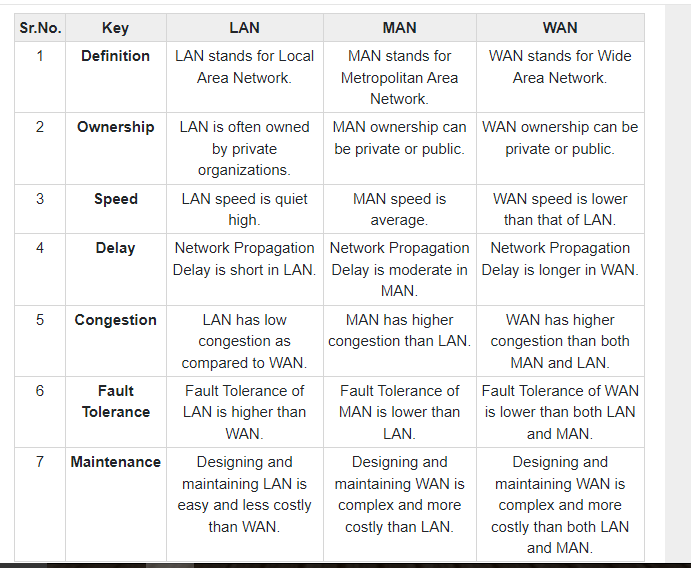 Sr.No. Key LAN MAN WAN
1 Definition LAN stands for Local MAN stands for WAN stands for Wide
Area Network. Metropolitan Area Area Network.
Network.
2 Ownership LAN is often owned MAN ownership can WAN ownership can be
by private be private or public. private or public.
organizations.
3 Speed LAN speed is quiet MAN speed is WAN speed is lower
high. average. than that of LAN.
4 Delay Network Propagation Network Propagation Network Propagation
Delay is short in LAN. Delay is moderate in Delay is longer in WAN.
MAN.
5 Congestion LAN has low MAN has higher WAN has higher
congestion as congestion than LAN. congestion than both
compared to WAN. MAN and LAN.
6 Fault Fault Tolerance of Fault Tolerance of Fault Tolerance of WAN
Tolerance LAN is higher than MAN is lower than is lower than both LAN
WAN. LAN. and MAN.
7 Maintenance Designing and Designing and Designing and
maintaining LAN is maintaining WAN is maintaining WAN is
easy and less costly complex and more complex and more
than WAN. costly than LAN. costly than both LAN
and MAN.